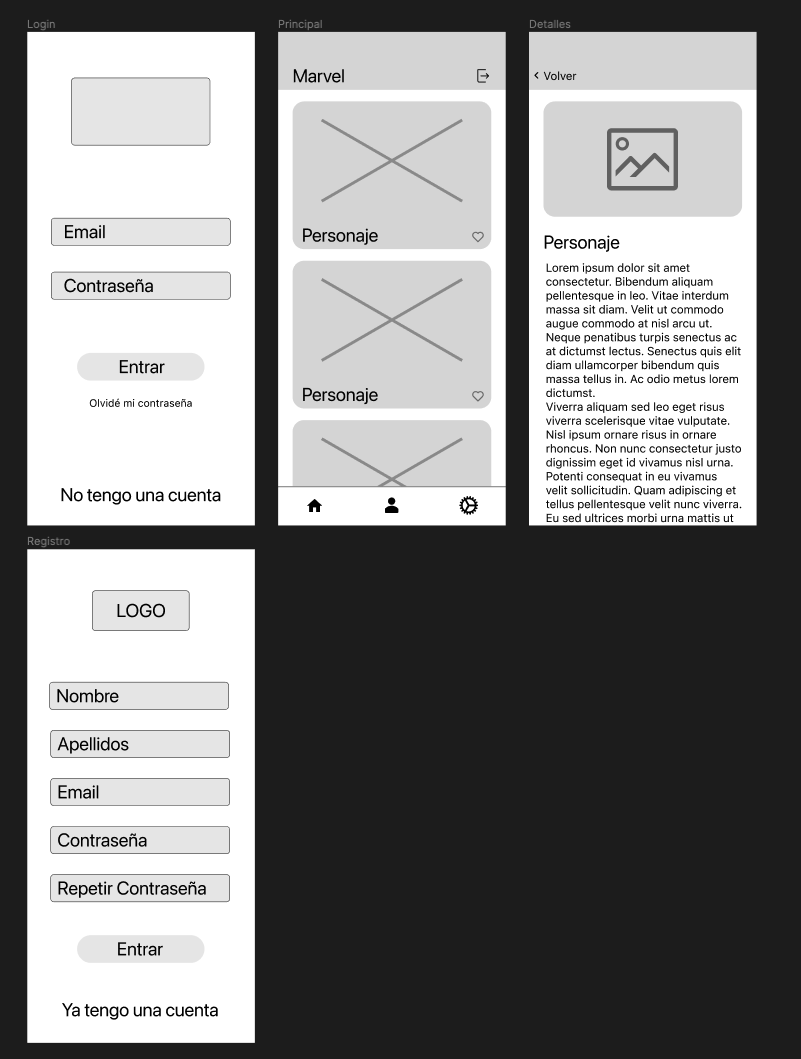 Login
Email
Contraseña
Entrar
Olvidé mi contraseña
No tengo una cuenta
Principal
Marvel
Personaje
Personaje
Detalles
Volver
Personaje
Lorem ipsum dolor sit amet
consectetur. Bibendum aliquam
pellentesque in leo. Vitae interdum
massa sit diam. Velit ut commodo
augue commodo at nisl arcu ut.
Neque penatibus turpis senectus ac
at dictumst lectus. Senectus quis elit
diam ullamcorper bibendum quis
massa tellus in. Ac odio metus lorem
dictumst.
Viverra aliquam sed leo eget risus
viverra scelerisque vitae vulputate.
Nisl ipsum ornare risus in ornare
rhoncus. Non nunc consectetur justo
dignissim eget id vivamus nisl urna.
Potenti consequat in eu vivamus
velit sollicitudin. Quam adipiscing et
tellus pellentesque velit nunc viverra.
Eu sed ultrices morbi urna mattis ut
Registro
LOGO
Nombre
Apellidos
Email
Contraseña
Repetir Contraseña
Entrar
Ya tengo una cuenta